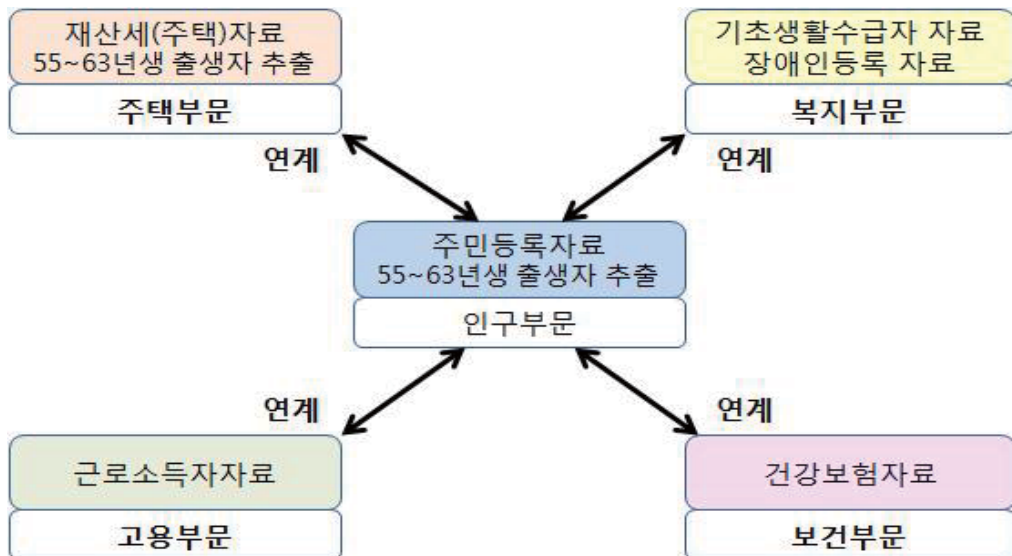 재산세(주택)자료
55~63년생 출생자 추출
주택부문
기초생활수급자 자료
장애인등록 자료
복지부문
연계
연계
주민등록자료
55~63년생 출생자 추출
인구부문
연계
연계
근로소득자자료
고용부문
건강보험자료
보건부문